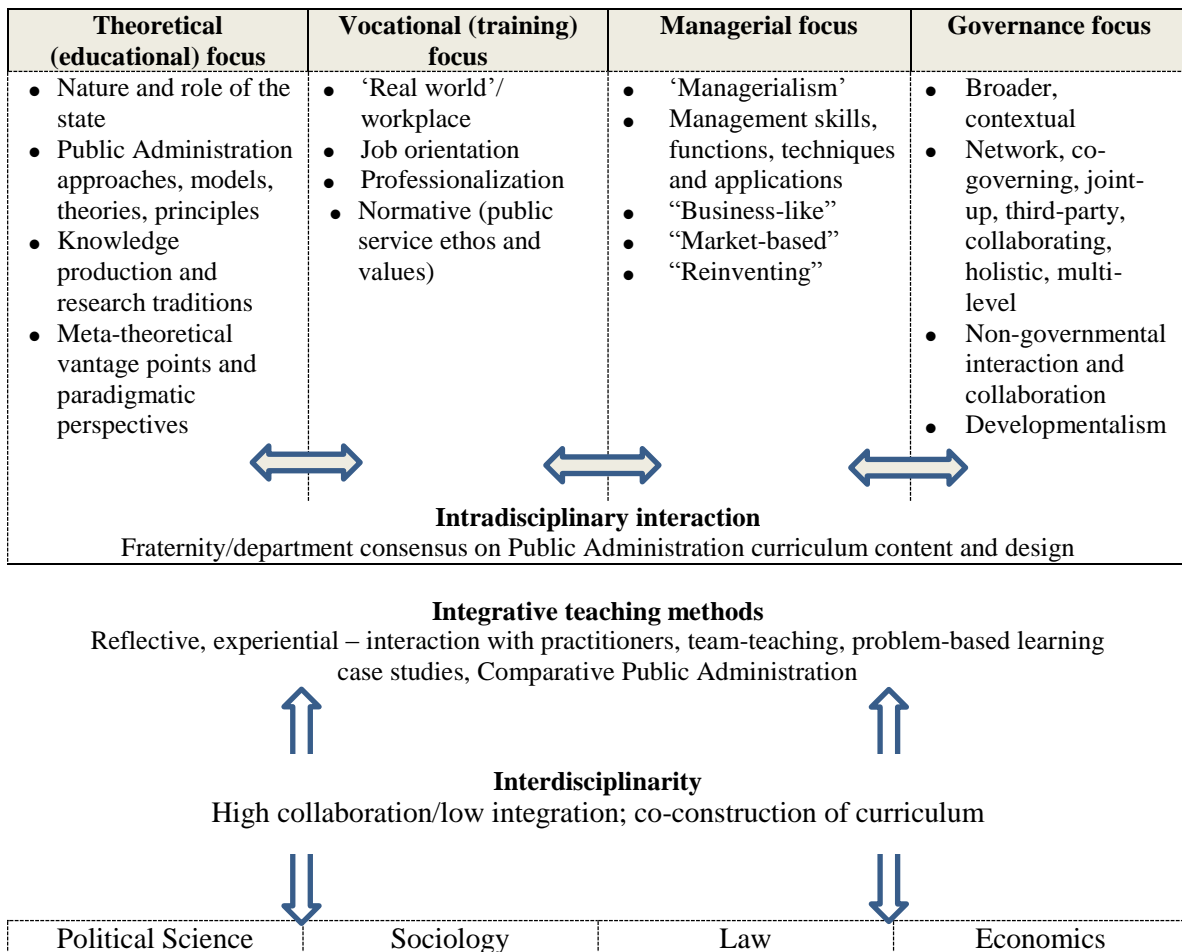 Theoretical
(educational) focus
Vocational (training)
focus
Managerial focus
Governance focus
• Nature and role of the
state
• Public Administration
approaches, models,
theories, principles
• Knowledge
production and
research traditions
• Meta-theoretical
vantage points and
paradigmatic
perspectives
• ‘Real world’/
workplace
• Job orientation
• Professionalization
• Normative (public
service ethos and
values)
• ‘Managerialism’
• Management skills,
functions, techniques
and applications
• “Business-like”
• “Market-based”
• “Reinventing”
• Broader,
contextual
• Network, co-
governing, joint-
up, third-party,
collaborating,
holistic, multi-
level
• Non-governmental
interaction and
collaboration
• Developmentalism
Intradisciplinary interaction
Fraternity/department consensus on Public Administration curriculum content and design
Integrative teaching methods
Reflective, experiential – interaction with practitioners, team-teaching, problem-based learning
case studies, Comparative Public Administration
Interdisciplinarity
High collaboration/low integration; co-construction of curriculum
Political Science
Sociology
Law
Economics